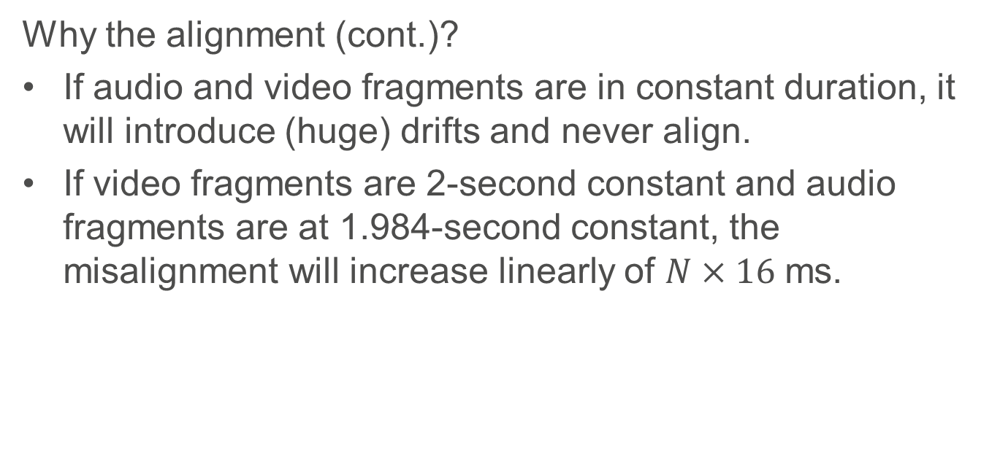 Why the alignment (cont.)?
• If audio and video fragments are in constant duration, it
will introduce (huge) drifts and never align.
• If video fragments are 2-second constant and audio
fragments are at 1.984-second constant, the
misalignment will increase linearly of N × 16 ms.